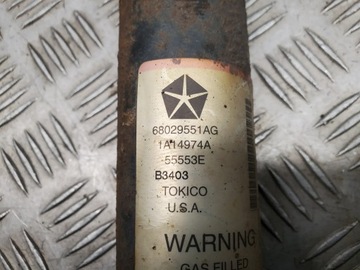 68029551AG
1A14974A
55553E
B3403
TOKICO
U.S.A.
WARNING
GAS FILLED